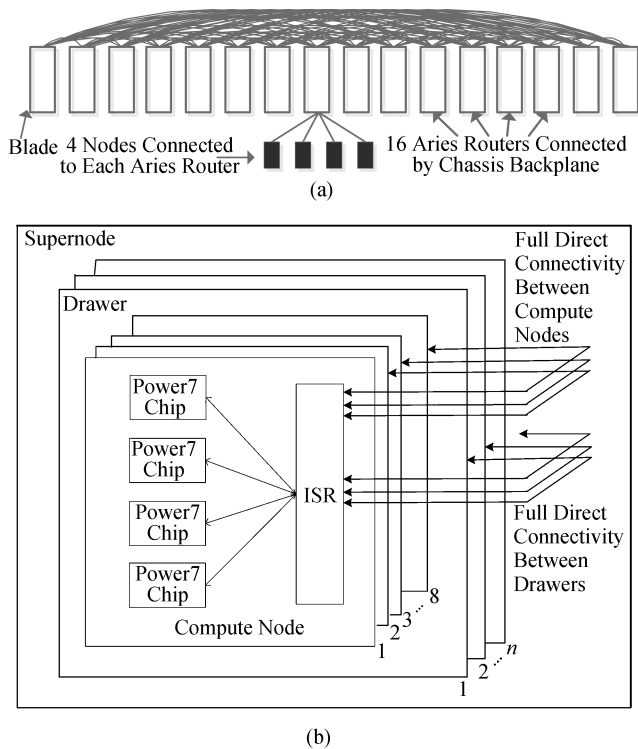 Blade
4 Nodes Connected
to Each Aries Router
16 Aries Routers Connected
by Chassis Backplane
(a)
Supernode
Full Direct
Connectivity
Between
Compute
Nodes
Drawer
Power7
Chip
Power7
Chip
Power7
Chip
Power7
Chip
ISR
Compute Node
1
2
3
...
8
Full Direct
Connectivity
Between
Drawers
1
2
...
n
(b)